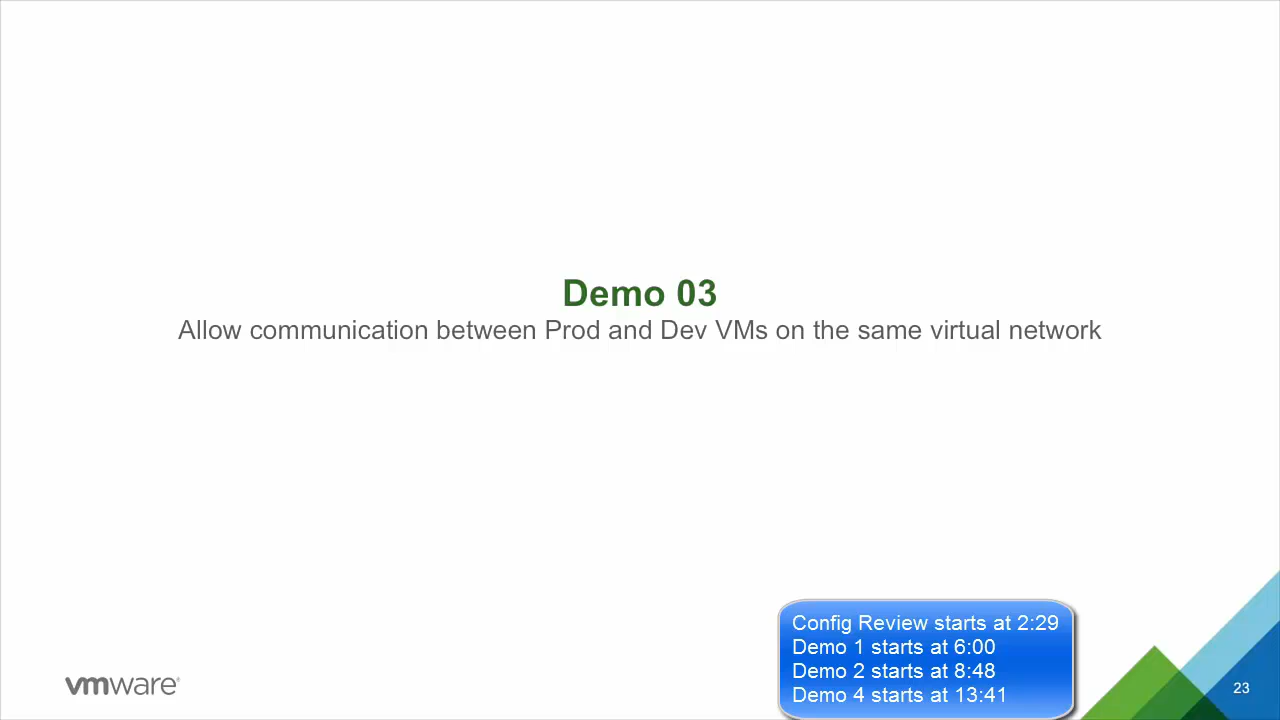 Demo 03
Allow communication between Prod and Dev VMs on the same virtual network
Config Review starts at 2:29
Demo 1 starts at 6:00
Demo 2 starts at 8:48
Demo 4 starts at 13:41
vmware®
23